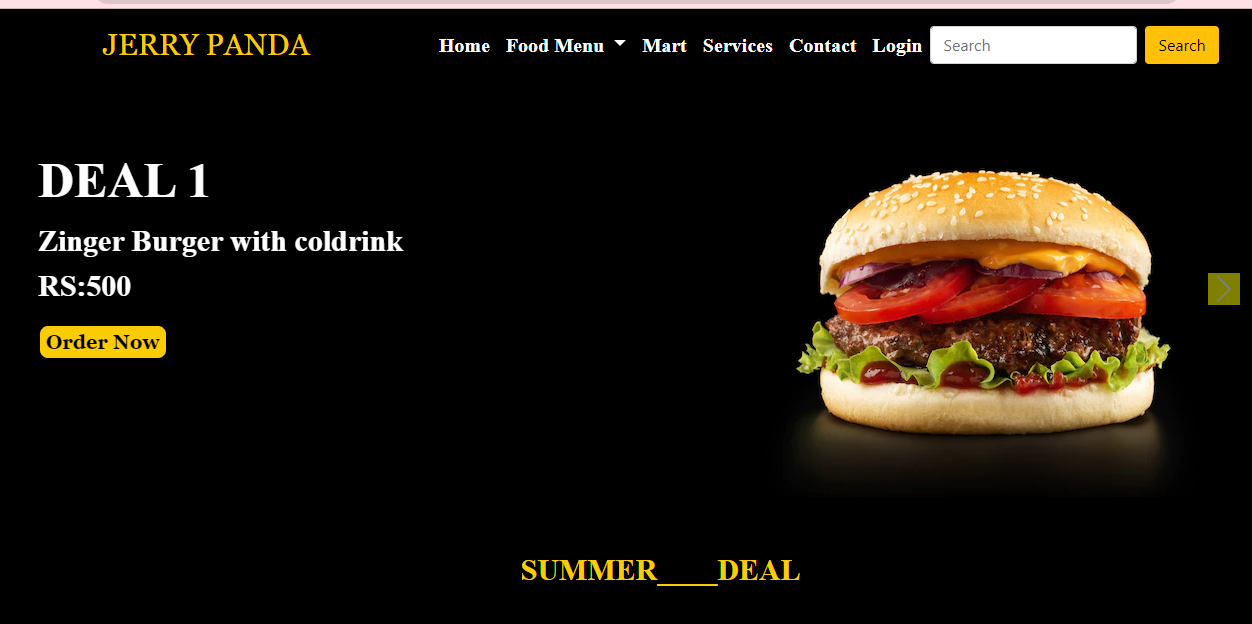 JERRY PANDA
Home Food Menu Mart Services Contact Login Search Search
DEAL 1
Zinger Burger with coldrink
RS:500
Order Now
SUMMER____DEAL